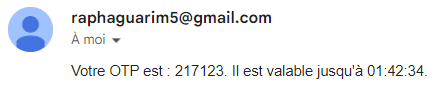 raphaguarim5@gmail.com
À moi
Votre OTP est : 217123. Il est valable jusqu'à 01:42:34.